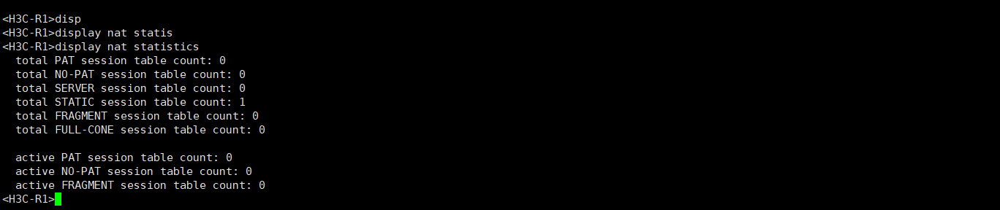 <H3C-R1>disp
<H3C-R1>display nat statis
<H3C-R1>display nat statistics
  total PAT session table count: 0
  total NO-PAT session table count: 0
  total SERVER session table count: 0
  total STATIC session table count: 1
  total FRAGMENT session table count: 0
  total FULL-CONE session table count: 0

  active PAT session table count: 0
  active NO-PAT session table count: 0
  active FRAGMENT session table count: 0
<H3C-R1>